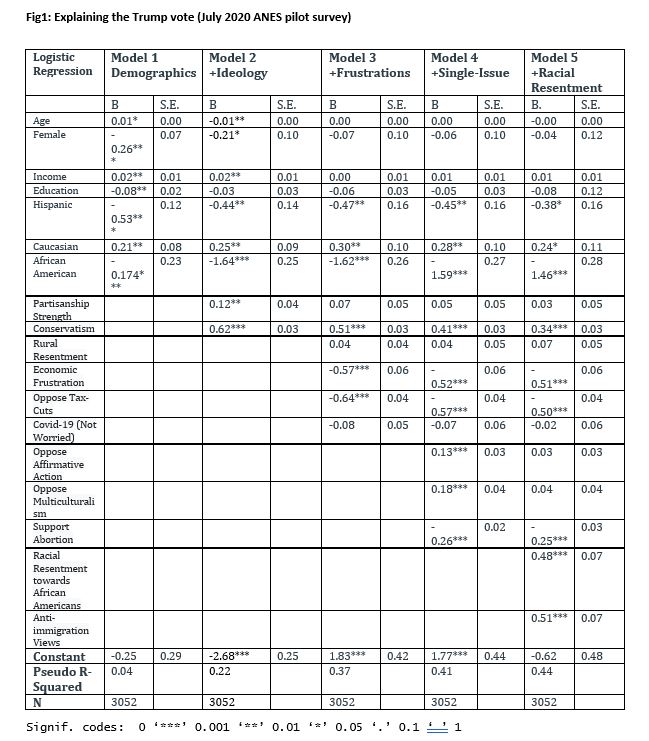 Fig1: Explaining the Trump vote (July 2020 ANES pilot survey)
Logistic Regression | Model 1 Demographics | Model 2 +Ideology | Model 3 +Frustrations | Model 4 +Single-Issue | Model 5 +Racial Resentment
B S.E. B S.E. B S.E. B S.E. B. S.E.
Age 0.01* 0.00 -0.01** 0.00 0.00 0.00 0.00 0.00 -0.00 0.00
Female -0.26*** 0.07 -0.21* 0.10 -0.07 0.10 -0.06 0.10 -0.04 0.12
Income 0.02** 0.01 0.02** 0.01 0.00 0.01 0.01 0.01 0.01 0.01
Education -0.08** 0.02 -0.03 0.03 -0.06 0.03 -0.05 0.03 -0.08 0.12
Hispanic -0.53*** 0.12 -0.44** 0.14 -0.47** 0.16 -0.45** 0.16 -0.38* 0.16
Caucasian 0.21** 0.08 0.25** 0.09 0.30** 0.10 0.28** 0.10 0.24* 0.11
African American -0.174*** 0.23 -1.64*** 0.25 -1.62*** 0.26 -1.59*** 0.27 -1.46*** 0.28
Partisanship Strength 0.12** 0.04 0.07 0.05 0.05 0.05 0.03 0.05
Conservatism 0.62*** 0.03 0.51*** 0.03 0.41*** 0.03 0.34*** 0.03
Rural Resentment 0.04 0.04 0.04 0.05 0.07 0.05
Economic Frustration -0.57*** 0.06 -0.52*** 0.06 -0.51*** 0.06
Oppose Tax-Cuts -0.64*** 0.04 -0.57*** 0.04 -0.50*** 0.04
Covid-19 (Not Worried) -0.08 0.05 -0.07 0.06 -0.02 0.06
Oppose Affirmative Action 0.13*** 0.03 0.03 0.03
Oppose Multiculturalism 0.18*** 0.04 0.04 0.04
Support Abortion -0.26*** 0.02 -0.25*** 0.03
Racial Resentment towards African Americans 0.48*** 0.07
Anti-immigration Views 0.51*** 0.07
Constant -0.25 0.29 -2.68*** 0.25 1.83*** 0.42 1.77*** 0.44 -0.62 0.48
Pseudo R-Squared 0.04 0.22 0.37 0.41 0.44
N 3052 3052 3052 3052 3052
Signif. codes: 0 ‘***’ 0.001 ‘**’ 0.01 ‘*’ 0.05 ‘.’ 0.1 ‘ ’ 1